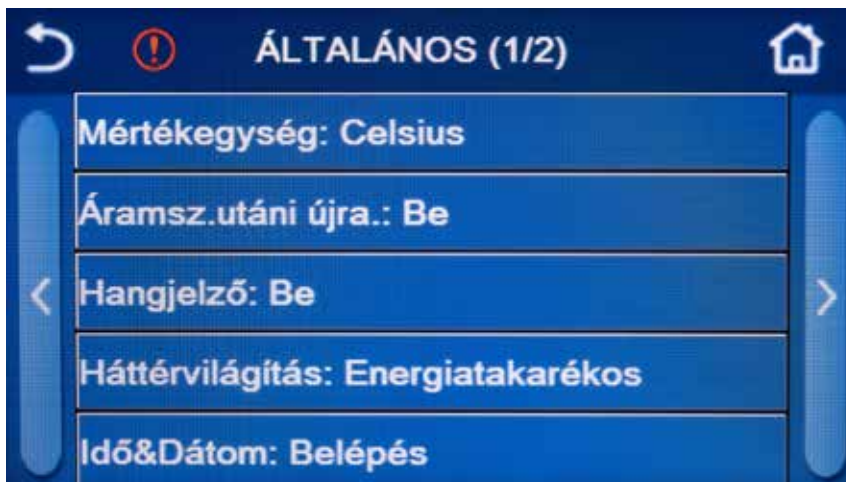 ÁLTALÁNOS (1/2)
Mértékegység: Celsius
Áramsz.utáni újra.: Be
Hangjelző: Be
Háttérvilágítás: Energiatakarékos
Idő&Dátom: Belépés